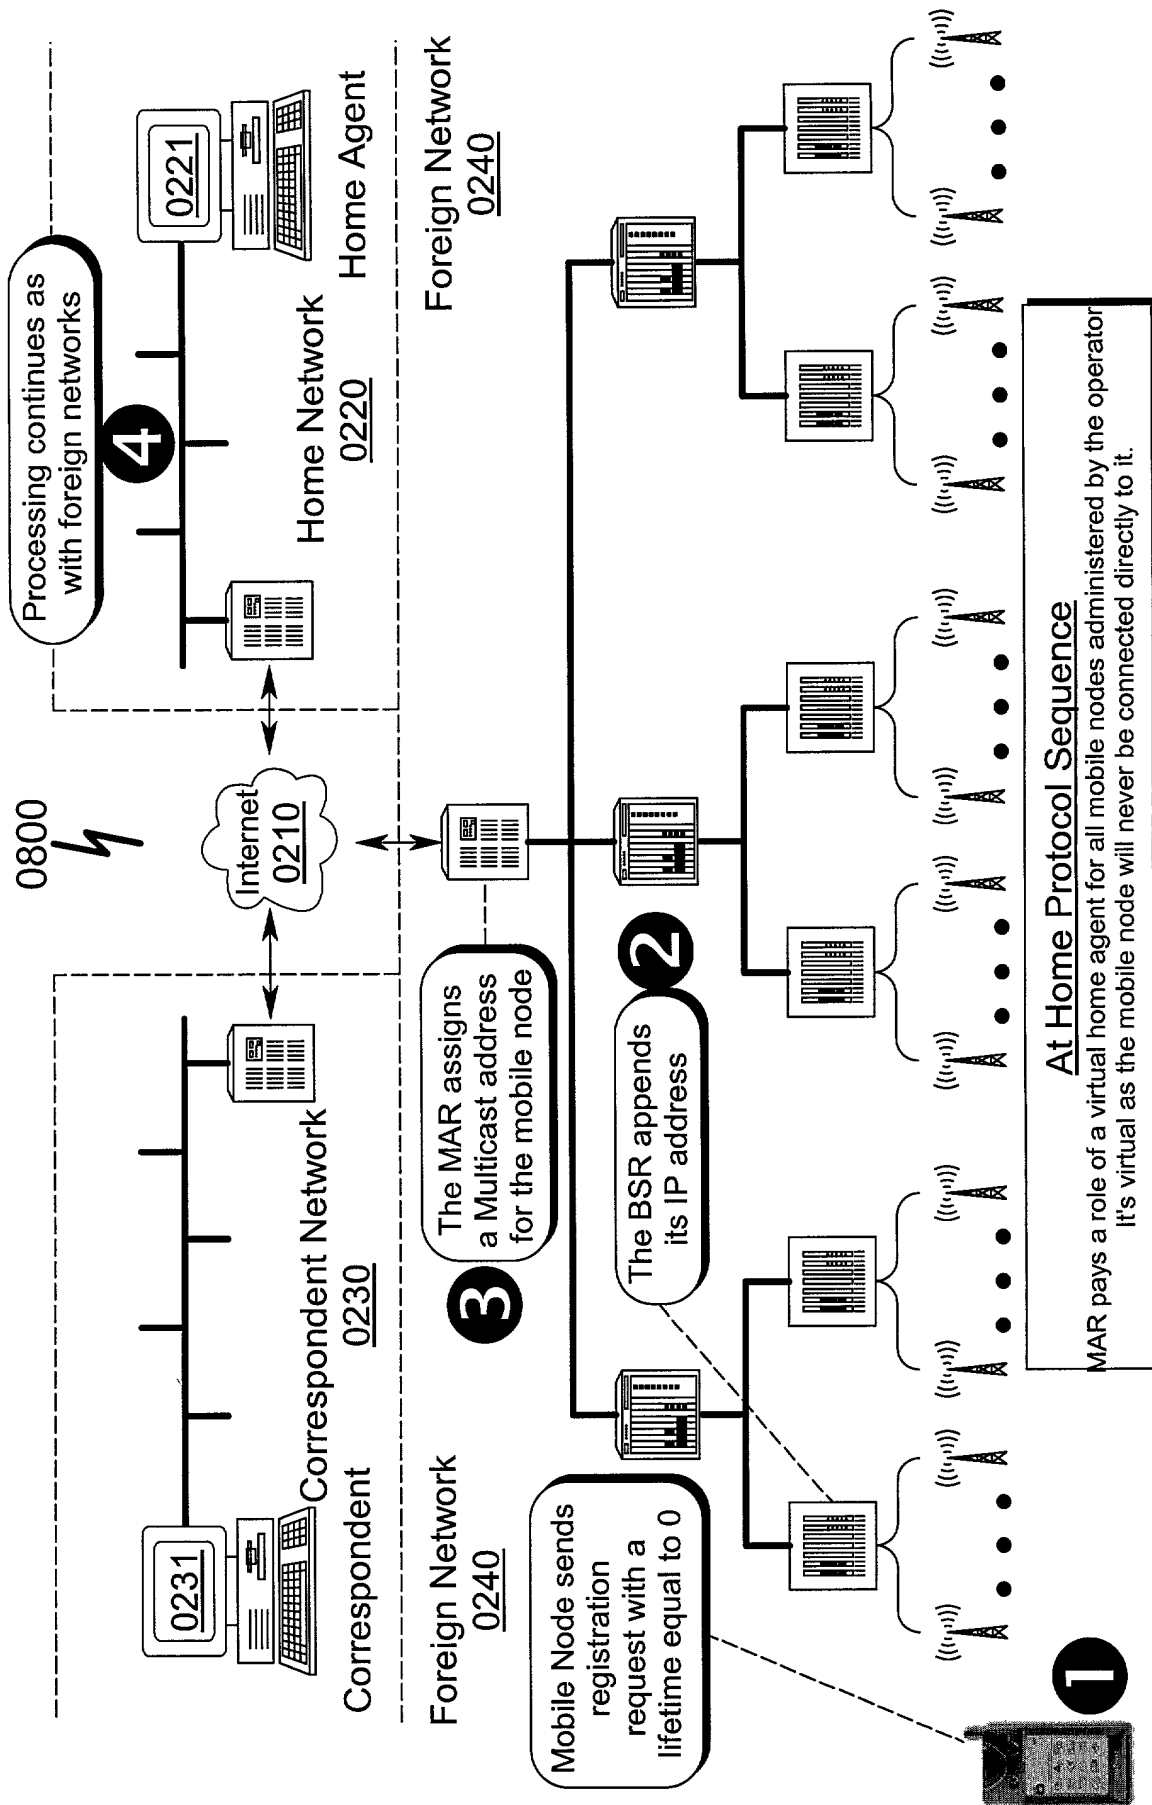 0800
0231
Correspondent
Correspondent Network
0230
Internet
0210
Processing continues as
with foreign networks
4
0221
Home Agent
Home Network
0220
Foreign Network
0240
Foreign Network
0240
3
The MAR assigns
a Multicast address
for the mobile node
2
The BSR appends
its IP address
Mobile Node sends
registration
request with a
lifetime equal to 0
1
At Home Protocol Sequence
MAR pays a role of a virtual home agent for all mobile nodes administered by the operator
It's virtual as the mobile node will never be connected directly to it.